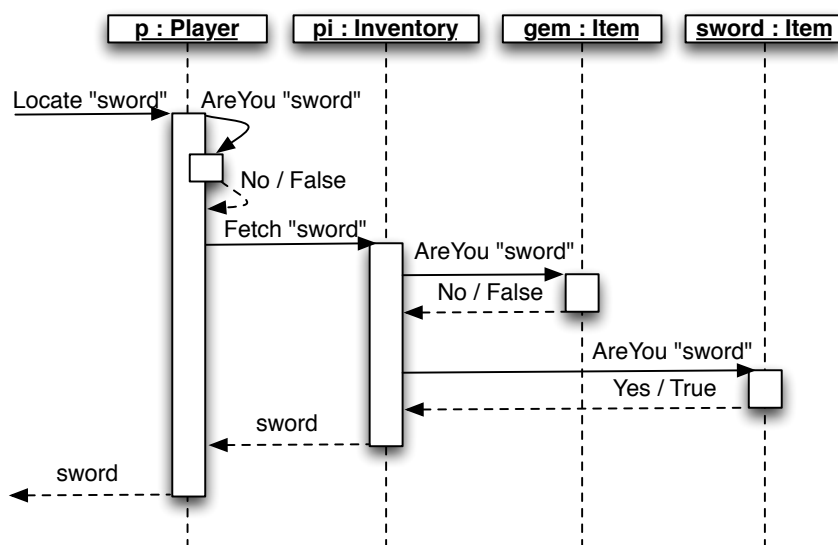 p : Player
pi : Inventory
gem : Item
sword : Item
Locate "sword"
AreYou "sword"
No / False
Fetch "sword"
AreYou "sword"
No / False
AreYou "sword"
Yes / True
sword
sword